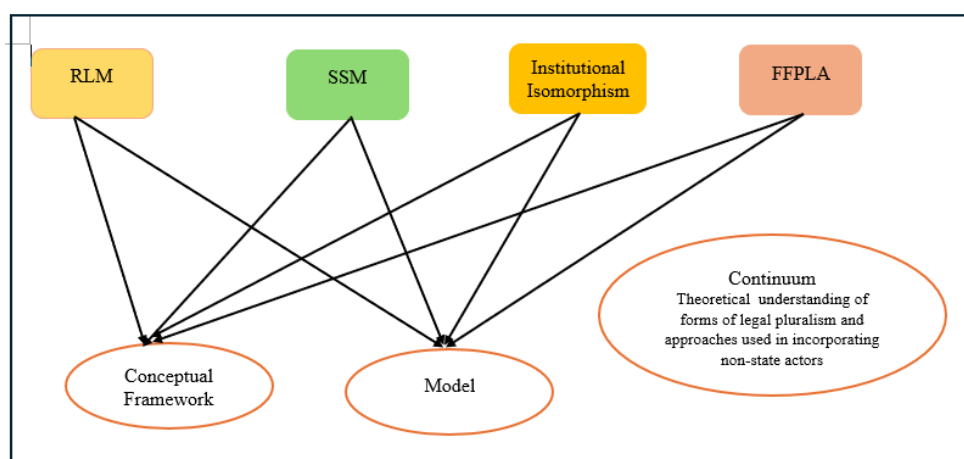 RLM
SSM
Institutional
Isomorphism
FFPLA
Continuum
Theoretical understanding of
forms of legal pluralism and
approaches used in incorporating
non-state actors
Conceptual
Framework
Model